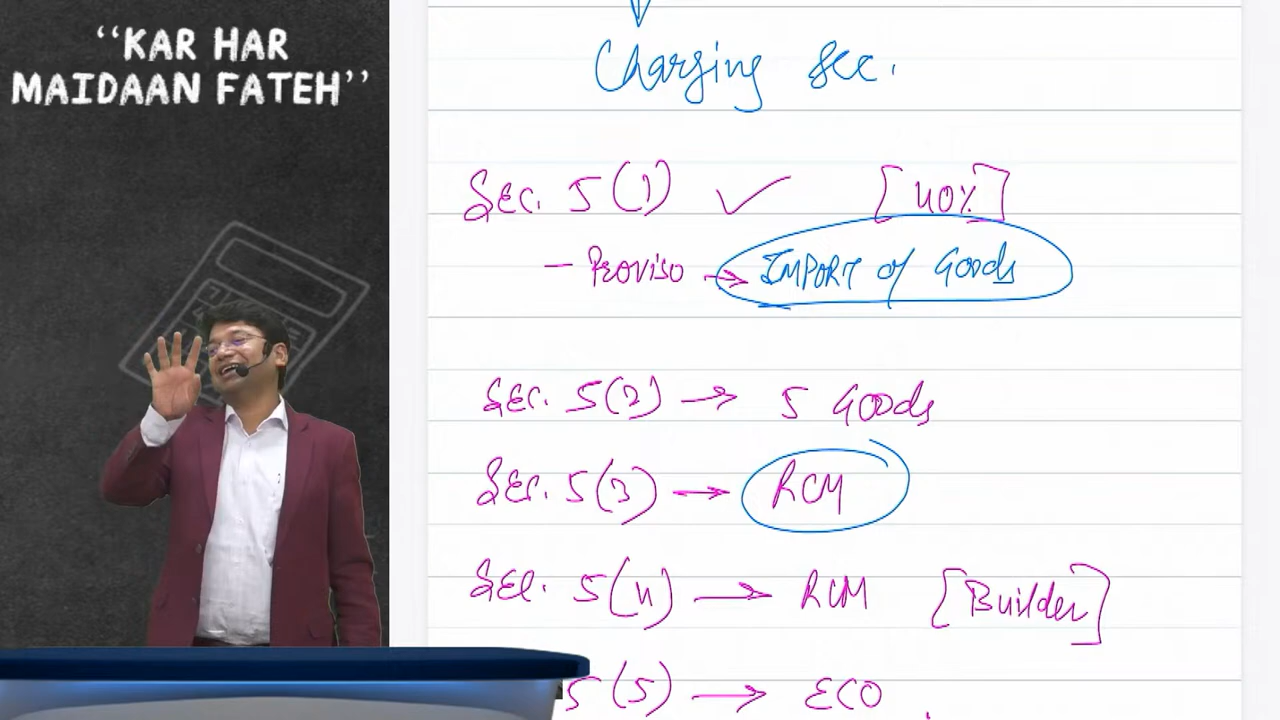 “KAR HAR
MAIDAAN FATEH”
Charging Sec.
Sec. 5(1) ✓ [40%]
— Proviso → IMPORT of Goods
Sec. 5(2) → 5 Goods
Sec. 5(3) → RCM
Sec. 5(4) → RCM [Builder]
5(5) → ECO